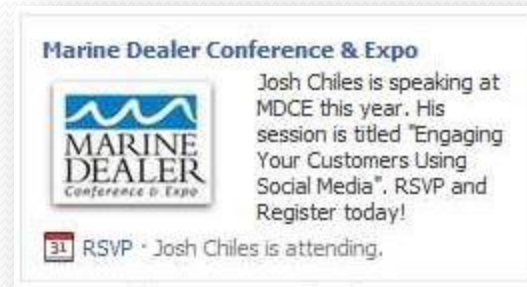 Marine Dealer Conference & Expo
MARINE
DEALER
Conference & Expo
Josh Chiles is speaking at
MDCE this year. His
session is titled "Engaging
Your Customers Using
Social Media". RSVP and
Register today!
31 RSVP · Josh Chiles is attending.